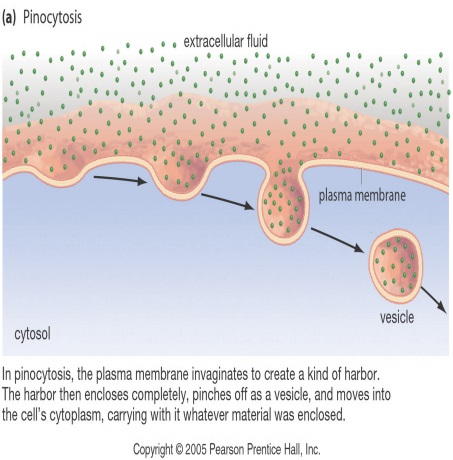 (a) Pinocytosis
extracellular fluid
plasma membrane
vesicle
cytosol
In pinocytosis, the plasma membrane invaginates to create a kind of harbor.
The harbor then encloses completely, pinches off as a vesicle, and moves into
the cell's cytoplasm, carrying with it whatever material was enclosed.
Copyright © 2005 Pearson Prentice Hall, Inc.